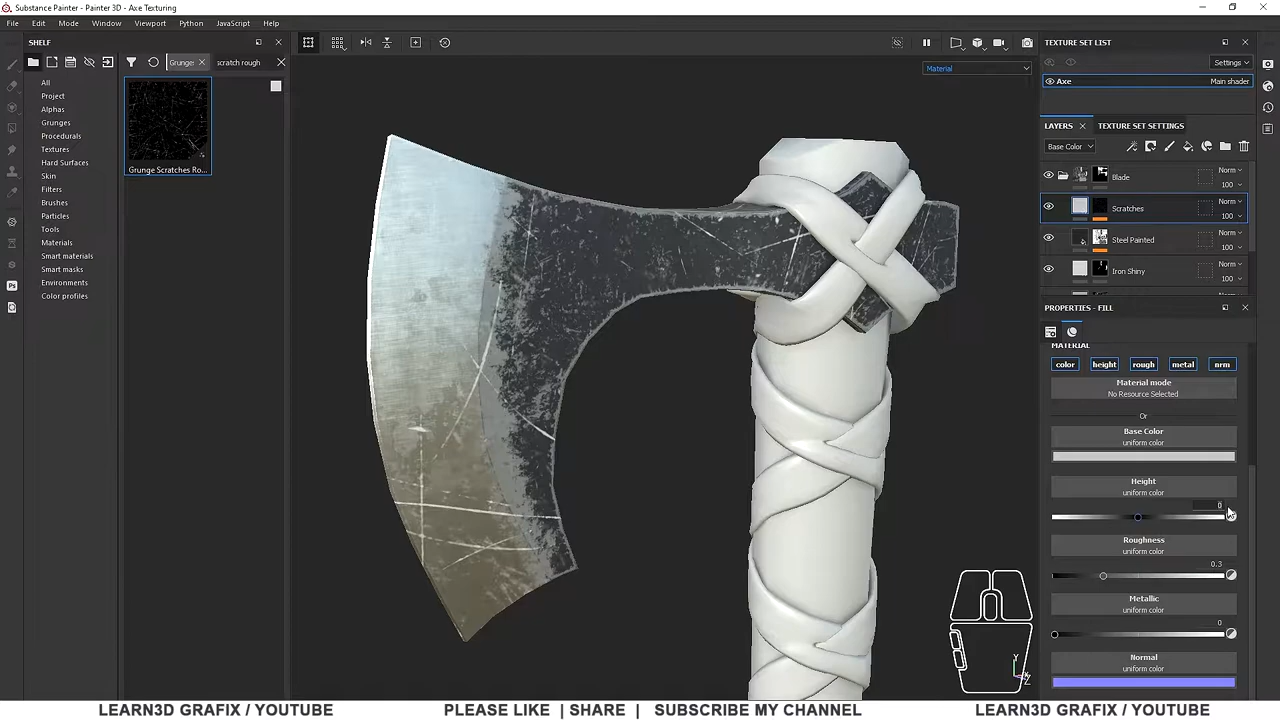 Substance Painter - Painter 3D - Axe Texturing
File Edit Mode Window Viewport Python JavaScript Help
SHELF
Grunge scratch rough
All
Project
Alphas
Grunges
Procedurals
Textures
Hard Surfaces
Skin
Filters
Brushes
Particles
Tools
Materials
Smart materials
Smart masks
Environments
Color profiles
Grunge Scratches Ro...
Material
TEXTURE SET LIST
Settings
Axe Main shader
LAYERS TEXTURE SET SETTINGS
Base Color
Blade Norm
100
Scratches Norm
100
Steel Painted Norm
100
Iron Shiny Norm
100
PROPERTIES - FILL
MATERIAL
color height rough metal nrm
Material mode
No Resource Selected
Or
Base Color
uniform color
Height
uniform color
0
Roughness
uniform color
0.3
Metallic
uniform color
0
Normal
uniform color
Y
Z
LEARN3D GRAFIX / YOUTUBE PLEASE LIKE | SHARE | SUBSCRIBE MY CHANNEL LEARN3D GRAFIX / YOUTUBE